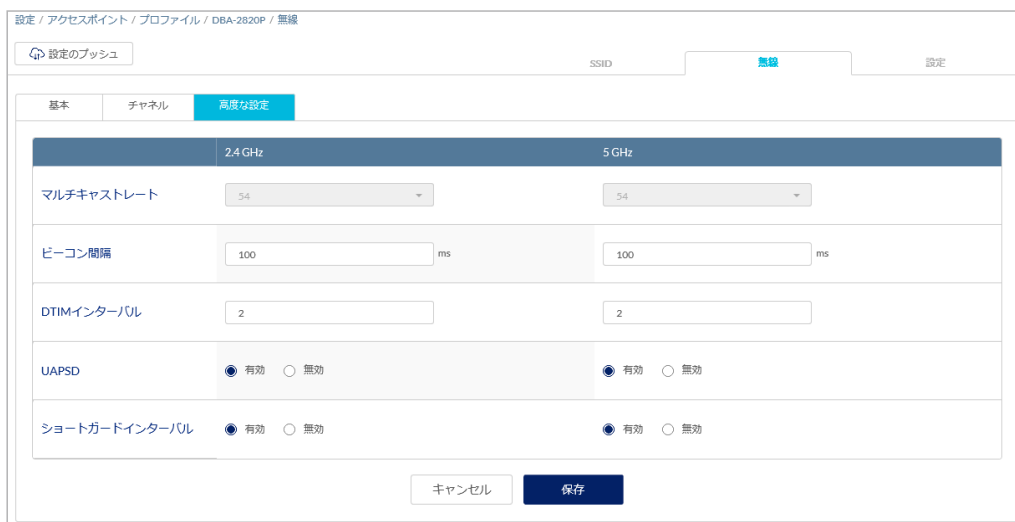 設定 / アクセスポイント / プロファイル / DBA-2820P / 無線
設定のプッシュ
SSID 無線 設定
基本 チャネル 高度な設定
2.4 GHz 5 GHz
マルチキャストレート 54 54
ビーコン間隔 100 ms 100 ms
DTIMインターバル 2 2
UAPSD 有効 無効 有効 無効
ショートガードインターバル 有効 無効 有効 無効
キャンセル 保存